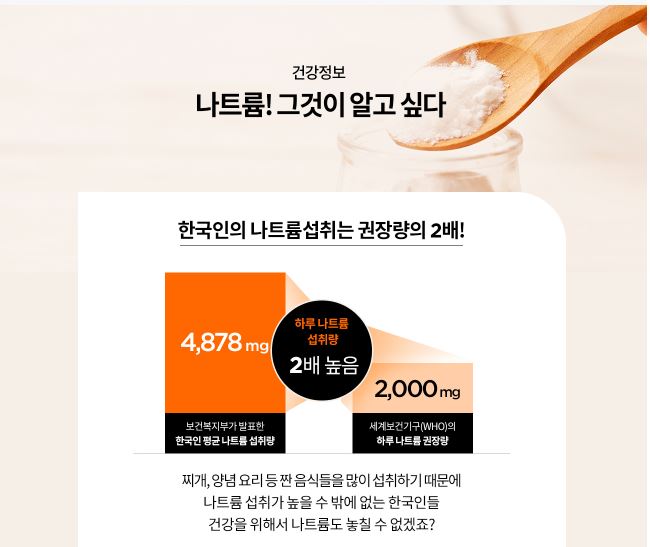 건강정보
나트륨! 그것이 알고 싶다
한국인의 나트륨섭취는 권장량의 2배!
4,878 mg
하루 나트륨
섭취량
2배 높음
2,000 mg
보건복지부가 발표한
한국인 평균 나트륨 섭취량
세계보건기구(WHO)의
하루 나트륨 권장량
찌개, 양념 요리 등 짠 음식들을 많이 섭취하기 때문에
나트륨 섭취가 높을 수 밖에 없는 한국인들
건강을 위해서 나트륨도 놓칠 수 없겠죠?